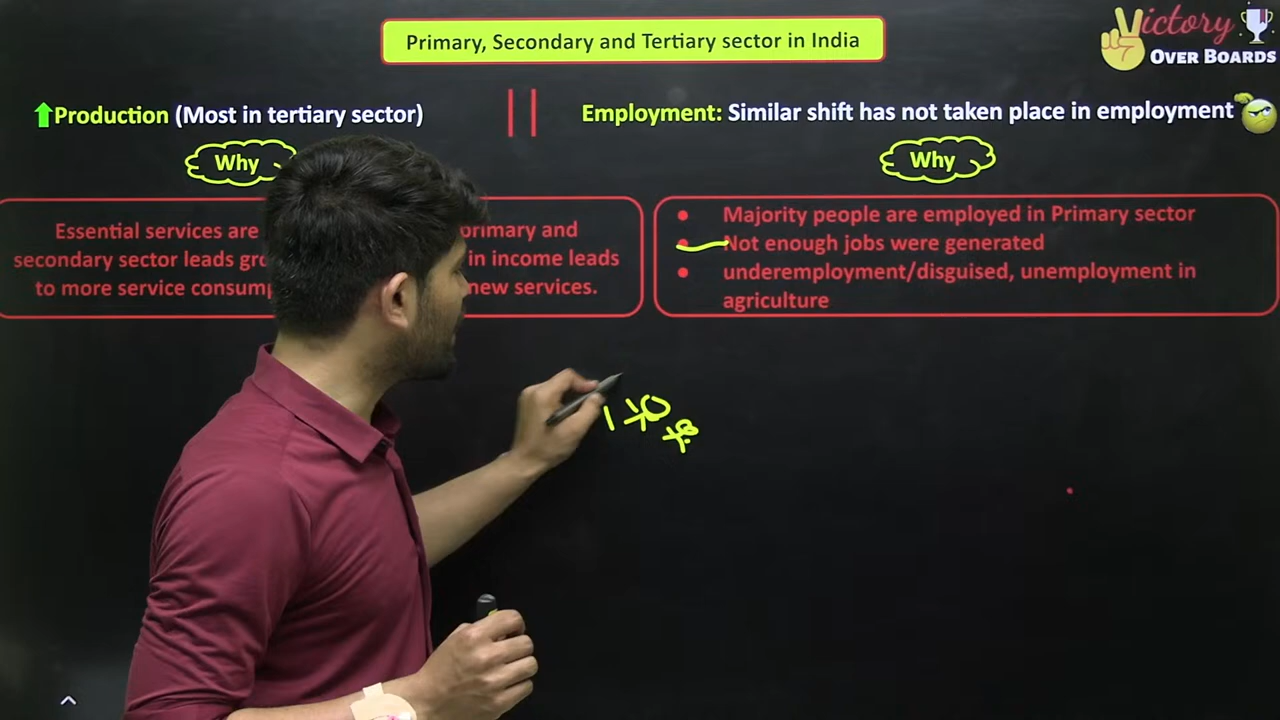 Primary, Secondary and Tertiary sector in India
Victory
OVER BOARDS
Production (Most in tertiary sector)
Employment: Similar shift has not taken place in employment
Why
Why
Essential services are primary and
secondary sector leads in income leads
to more service new services.
• Majority people are employed in Primary sector
• Not enough jobs were generated
• underemployment/disguised, unemployment in
agriculture